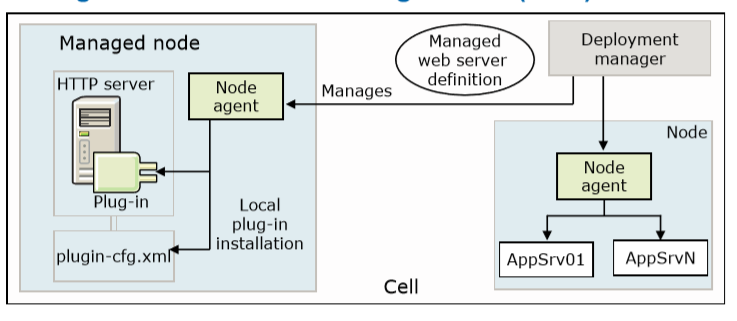 Managed node
HTTP server
Node
agent
Plug-in
plugin-cfg.xml
Local
plug-in
installation
Manages
Managed
web server
definition
Deployment
manager
Node
Node
agent
AppSrv01
AppSrvN
Cell